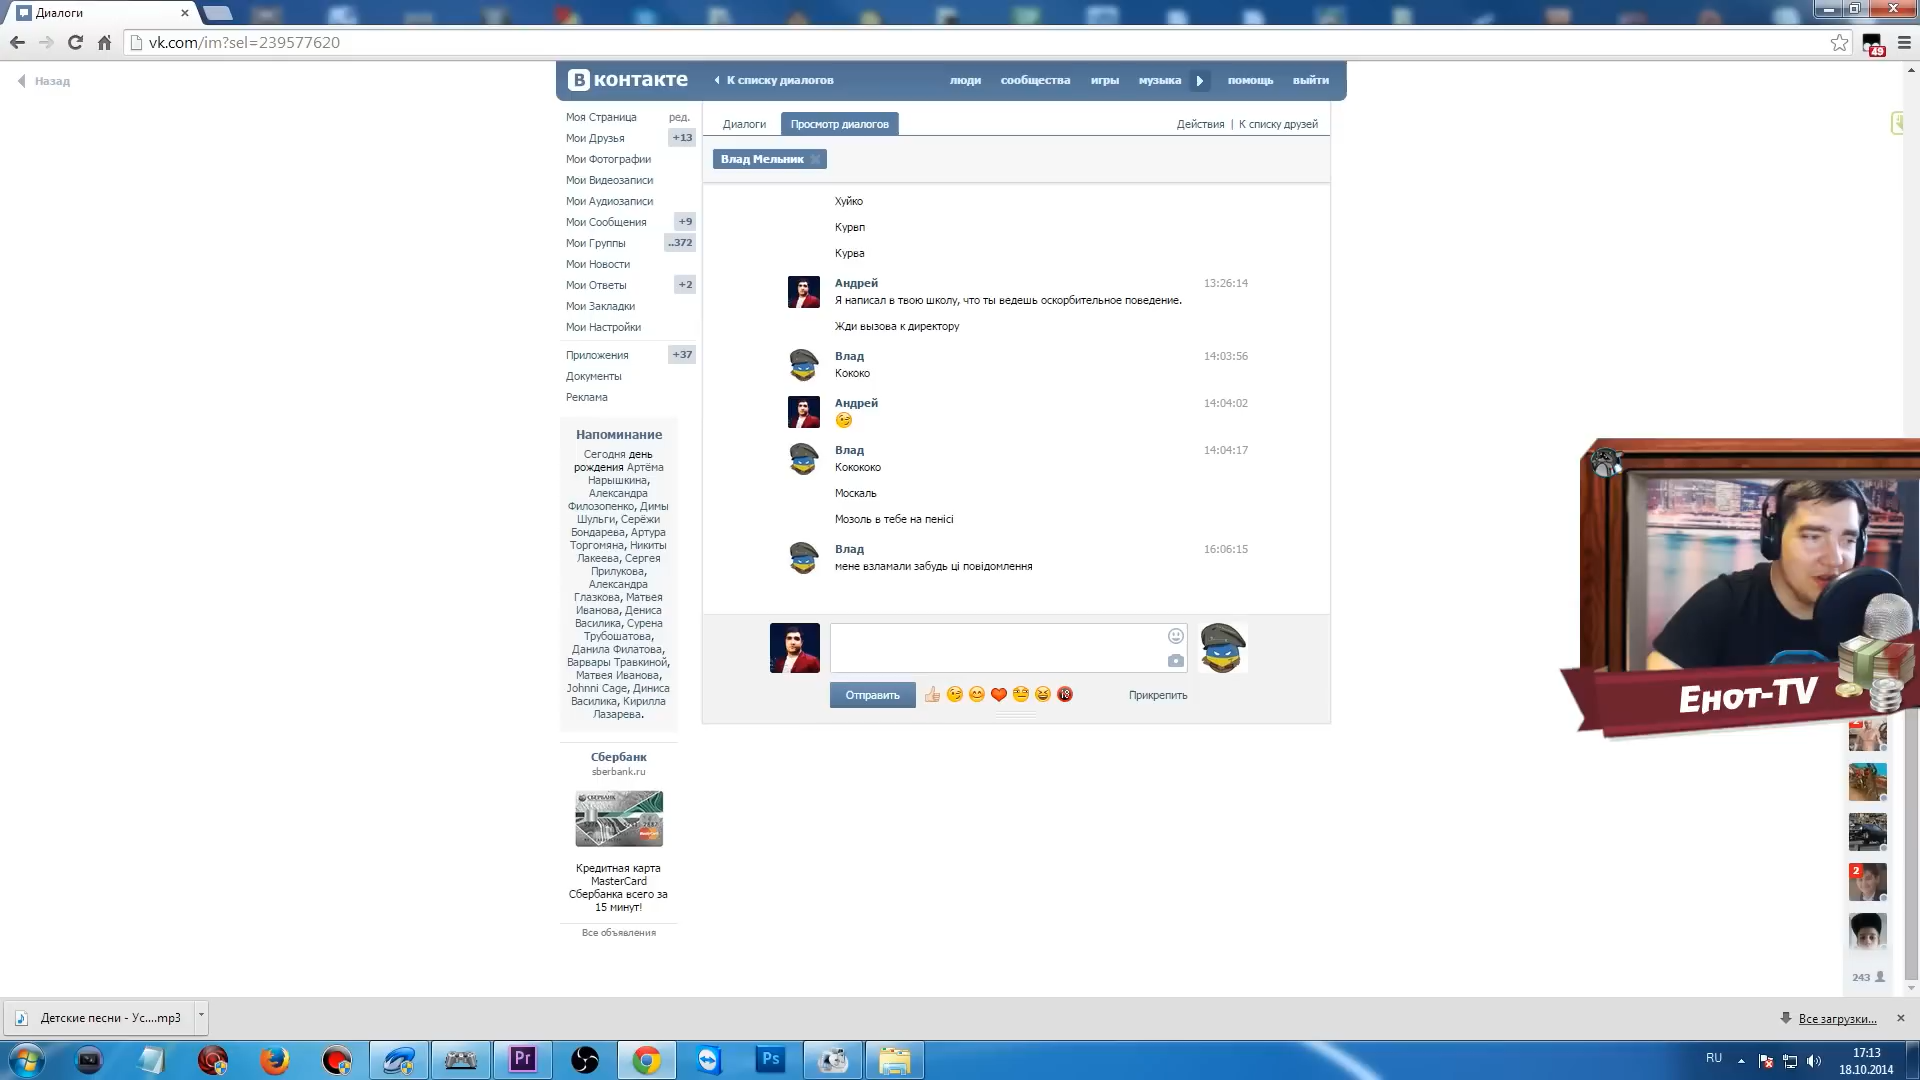 Диалоги
vk.com/im?sel=239577620
49
Назад
В контакте
К списку диалогов
люди
сообщества
игры
музыка
помощь
выйти
Моя Страница
ред.
Мои Друзья
+13
Мои Фотографии
Мои Видеозаписи
Мои Аудиозаписи
Мои Сообщения
+9
Мои Группы
..372
Мои Новости
Мои Ответы
+2
Мои Закладки
Мои Настройки
Приложения
+37
Документы
Реклама
Напоминание
Сегодня день
рождения Артёма
Нарышкина,
Александра
Филозопенко, Димы
Шульги, Серёжи
Бондарева, Артура
Торгомяна, Никиты
Лакеева, Сергея
Прилукова,
Александра
Глазкова, Матвея
Иванова, Дениса
Василика, Сурена
Трубошатова,
Данила Филатова,
Варвары Травкиной,
Матвея Иванова,
Johnni Cage, Диниса
Василика, Кирилла
Лазарева.
Сбербанк
sberbank.ru
СБЕРБАНК
Кредитная карта
MasterCard
Сбербанка всего за
15 минут!
Все объявления
Диалоги
Просмотр диалогов
Действия | К списку друзей
Влад Мельник
Хуйко
Курвп
Курва
Андрей
13:26:14
Я написал в твою школу, что ты ведешь оскорбительное поведение.
Жди вызова к директору
Влад
14:03:56
Кококо
Андрей
14:04:02
Влад
14:04:17
Кокококо
Москаль
Мозоль в тебе на пенісі
Влад
16:06:15
мене взламали забудь ці повідомлення
Отправить
18
Прикрепить
Енот-TV
2
243
Детские песни - Ус....mp3
Все загрузки...
Pr
Ps
RU
17:13
18.10.2014